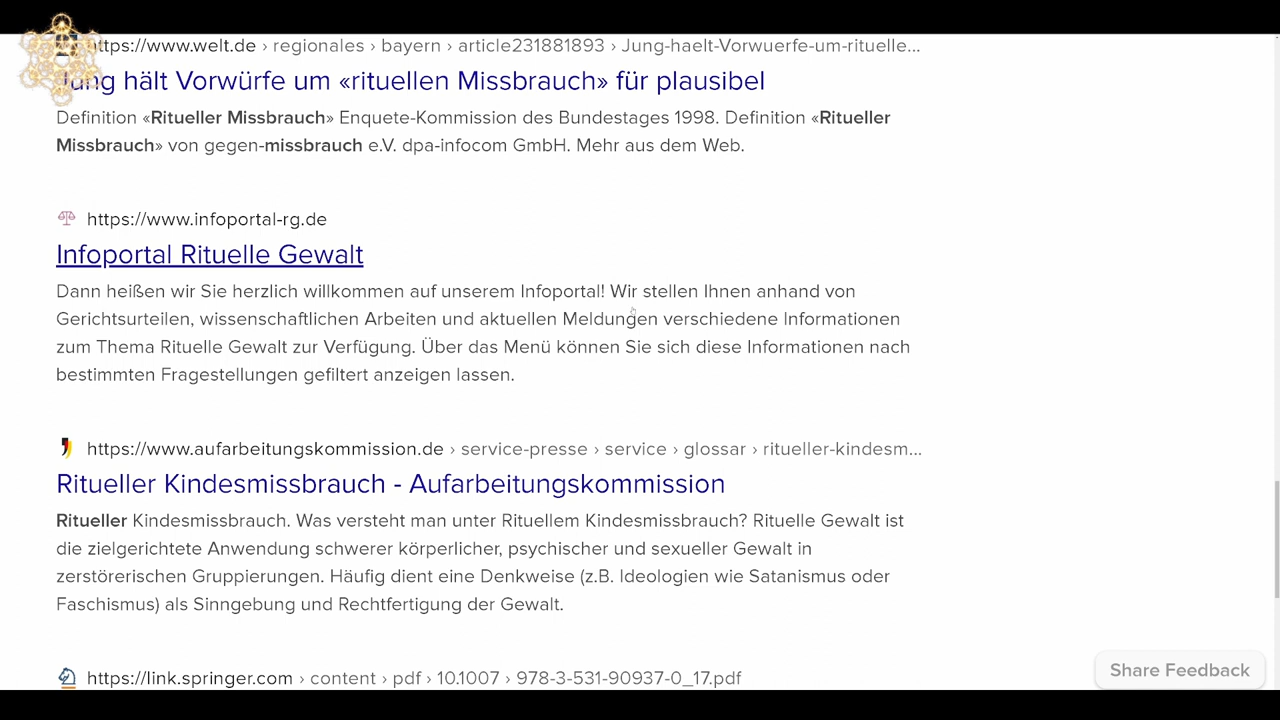 https://www.welt.de › regionales › bayern › article231881893 › Jung-haelt-Vorwuerfe-um-rituelle...
Jung hält Vorwürfe um «rituellen Missbrauch» für plausibel
Definition «Ritueller Missbrauch» Enquete-Kommission des Bundestages 1998. Definition «Ritueller
Missbrauch» von gegen-missbrauch e.V. dpa-infocom GmbH. Mehr aus dem Web.
https://www.infoportal-rg.de
Infoportal Rituelle Gewalt
Dann heißen wir Sie herzlich willkommen auf unserem Infoportal! Wir stellen Ihnen anhand von
Gerichtsurteilen, wissenschaftlichen Arbeiten und aktuellen Meldungen verschiedene Informationen
zum Thema Rituelle Gewalt zur Verfügung. Über das Menü können Sie sich diese Informationen nach
bestimmten Fragestellungen gefiltert anzeigen lassen.
https://www.aufarbeitungskommission.de › service-presse › service › glossar › ritueller-kindesm...
Ritueller Kindesmissbrauch - Aufarbeitungskommission
Ritueller Kindesmissbrauch. Was versteht man unter Rituellem Kindesmissbrauch? Rituelle Gewalt ist
die zielgerichtete Anwendung schwerer körperlicher, psychischer und sexueller Gewalt in
zerstörerischen Gruppierungen. Häufig dient eine Denkweise (z.B. Ideologien wie Satanismus oder
Faschismus) als Sinngebung und Rechtfertigung der Gewalt.
https://link.springer.com › content › pdf › 10.1007 › 978-3-531-90937-0_17.pdf
Share Feedback